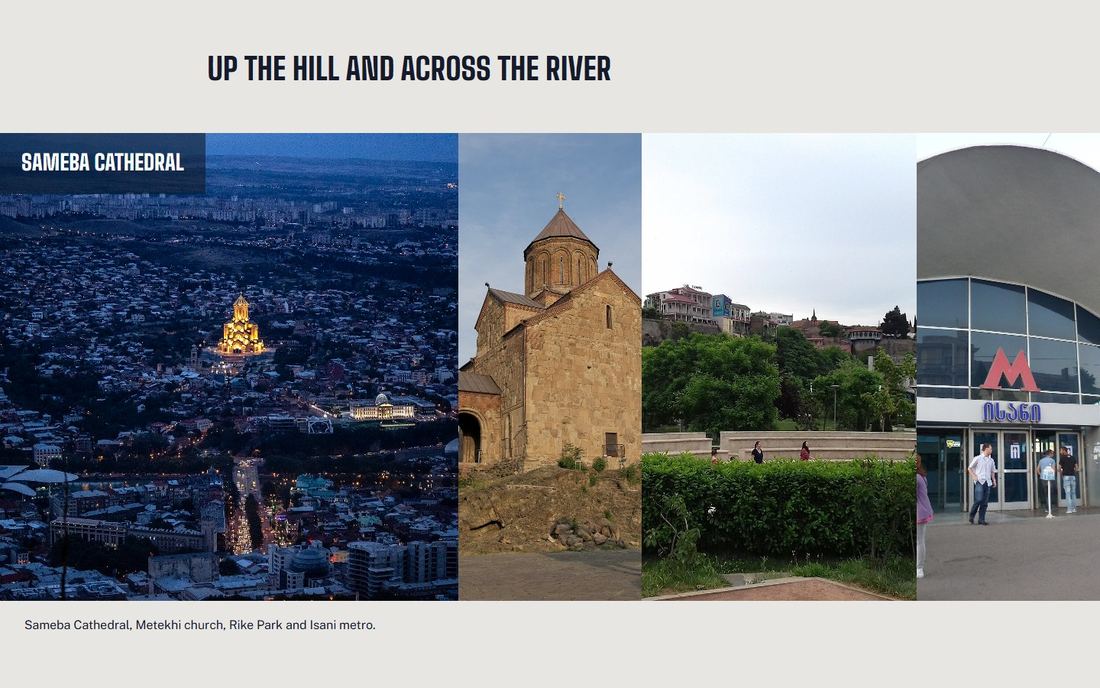 UP THE HILL AND ACROSS THE RIVER
SAMEBA CATHEDRAL
M
ისანი
Sameba Cathedral, Metekhi church, Rike Park and Isani metro.